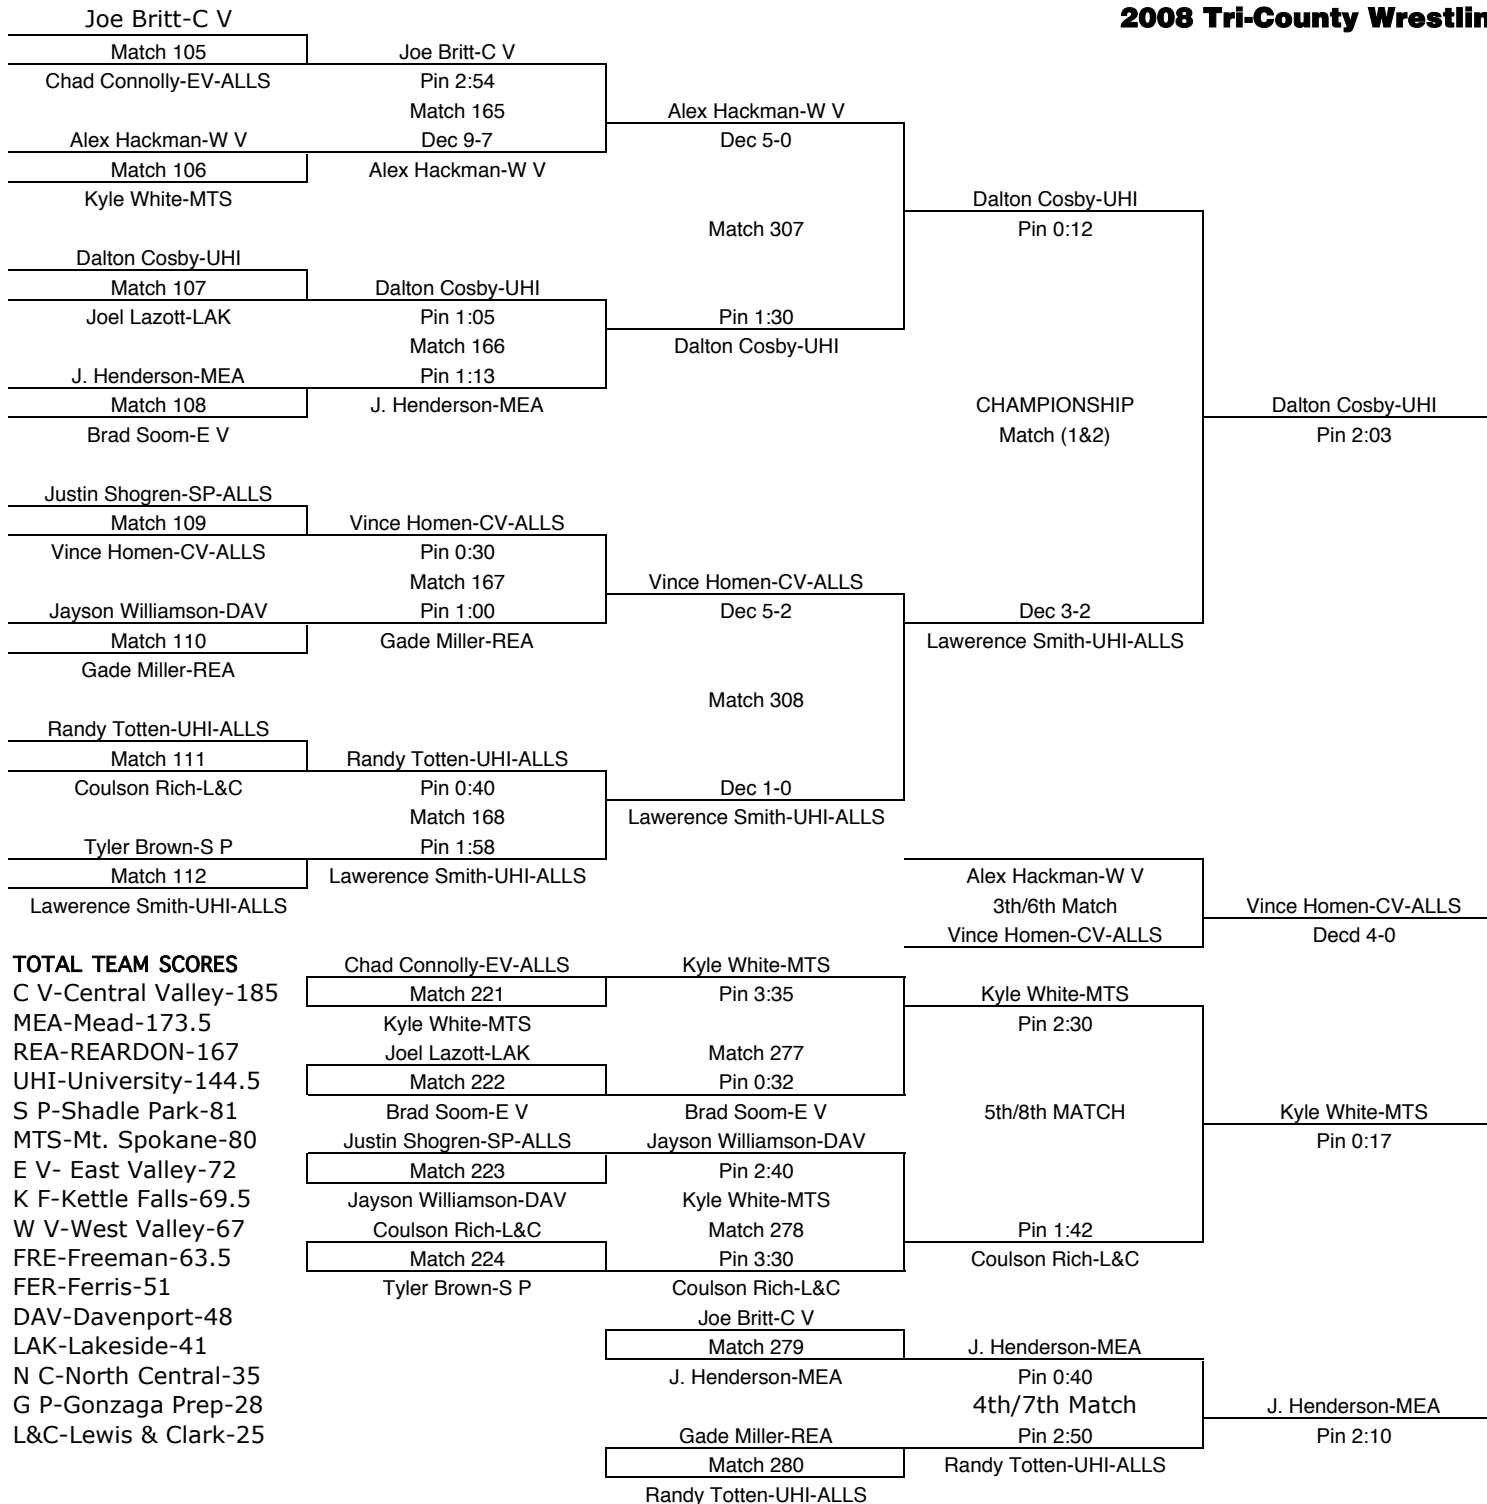 Joe Britt-C V
2008 Tri-County Wrestlin
Match 105
Joe Britt-C V
Chad Connolly-EV-ALLS
Pin 2:54
Match 165
Alex Hackman-W V
Alex Hackman-W V
Dec 9-7
Dec 5-0
Match 106
Alex Hackman-W V
Kyle White-MTS
Dalton Cosby-UHI
Match 307
Pin 0:12
Dalton Cosby-UHI
Match 107
Dalton Cosby-UHI
Joel Lazott-LAK
Pin 1:05
Pin 1:30
Match 166
Dalton Cosby-UHI
J. Henderson-MEA
Pin 1:13
Match 108
J. Henderson-MEA
CHAMPIONSHIP
Dalton Cosby-UHI
Brad Soom-E V
Match (1&2)
Pin 2:03
Justin Shogren-SP-ALLS
Match 109
Vince Homen-CV-ALLS
Vince Homen-CV-ALLS
Pin 0:30
Match 167
Vince Homen-CV-ALLS
Jayson Williamson-DAV
Pin 1:00
Dec 5-2
Dec 3-2
Match 110
Gade Miller-REA
Lawerence Smith-UHI-ALLS
Gade Miller-REA
Match 308
Randy Totten-UHI-ALLS
Match 111
Randy Totten-UHI-ALLS
Coulson Rich-L&C
Pin 0:40
Dec 1-0
Match 168
Lawerence Smith-UHI-ALLS
Tyler Brown-S P
Pin 1:58
Match 112
Lawerence Smith-UHI-ALLS
Alex Hackman-W V
Lawerence Smith-UHI-ALLS
3th/6th Match
Vince Homen-CV-ALLS
Vince Homen-CV-ALLS
Decd 4-0
TOTAL TEAM SCORES
Chad Connolly-EV-ALLS
Kyle White-MTS
C V-Central Valley-185
Match 221
Pin 3:35
Kyle White-MTS
MEA-Mead-173.5
Kyle White-MTS
Pin 2:30
REA-REARDON-167
Joel Lazott-LAK
Match 277
UHI-University-144.5
Match 222
Pin 0:32
S P-Shadle Park-81
Brad Soom-E V
Brad Soom-E V
5th/8th MATCH
Kyle White-MTS
MTS-Mt. Spokane-80
Justin Shogren-SP-ALLS
Jayson Williamson-DAV
Pin 0:17
E V- East Valley-72
Match 223
Pin 2:40
K F-Kettle Falls-69.5
Jayson Williamson-DAV
Kyle White-MTS
W V-West Valley-67
Coulson Rich-L&C
Match 278
Pin 1:42
FRE-Freeman-63.5
Match 224
Pin 3:30
Coulson Rich-L&C
FER-Ferris-51
Tyler Brown-S P
Coulson Rich-L&C
DAV-Davenport-48
Joe Britt-C V
LAK-Lakeside-41
Match 279
J. Henderson-MEA
N C-North Central-35
J. Henderson-MEA
Pin 0:40
G P-Gonzaga Prep-28
4th/7th Match
J. Henderson-MEA
L&C-Lewis & Clark-25
Gade Miller-REA
Pin 2:50
Pin 2:10
Match 280
Randy Totten-UHI-ALLS
Randy Totten-UHI-ALLS